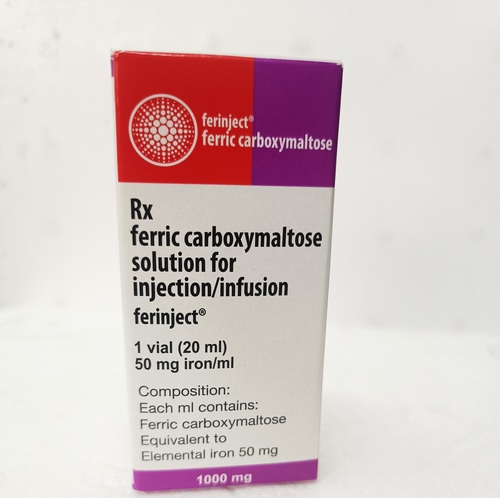 ferinject®
ferric carboxymaltose
Rx
ferric carboxymaltose
solution for
injection/infusion
ferinject®
1 vial (20 ml)
50 mg iron/ml
Composition:
Each ml contains:
Ferric carboxymaltose
Equivalent to
Elemental iron 50 mg
1000 mg